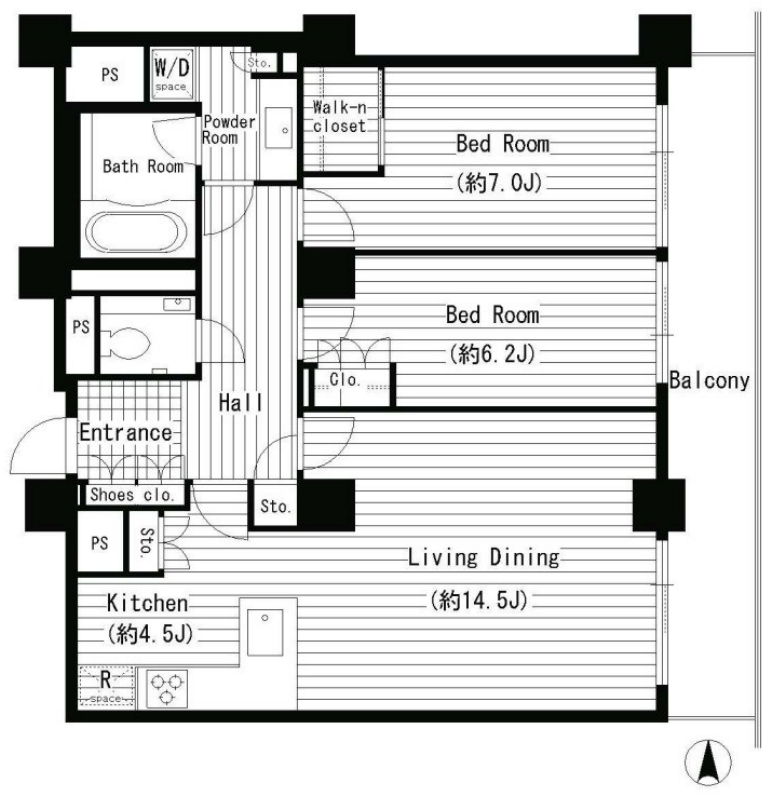 PS
W/D
space
Sto.
Powder
Room
Walk-n
closet
Bed Room
(約7.0J)
Bath Room
PS
Bed Room
(約6.2J)
Clo.
Balcony
Hall
Entrance
Shoes clo.
Sto.
PS
Sto.
Living Dining
(約14.5J)
Kitchen
(約4.5J)
R
space